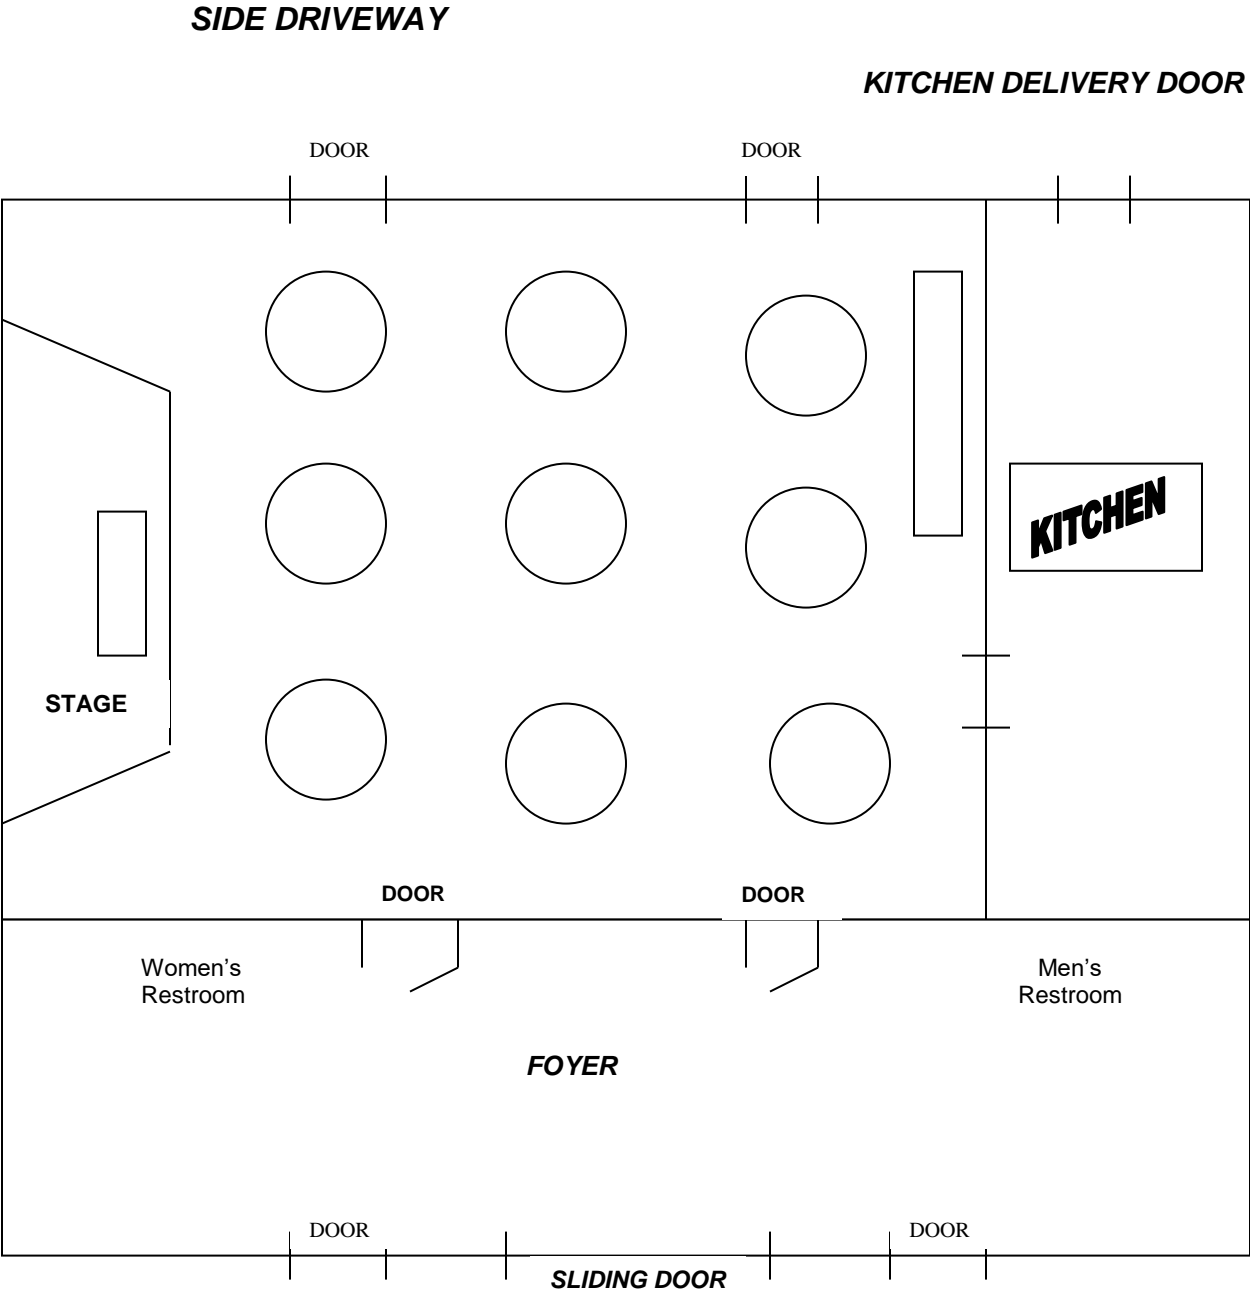 SIDE DRIVEWAY
KITCHEN DELIVERY DOOR
DOOR
DOOR
KITCHEN
STAGE
DOOR
DOOR
Women’s
Restroom
Men’s
Restroom
FOYER
DOOR
DOOR
SLIDING DOOR